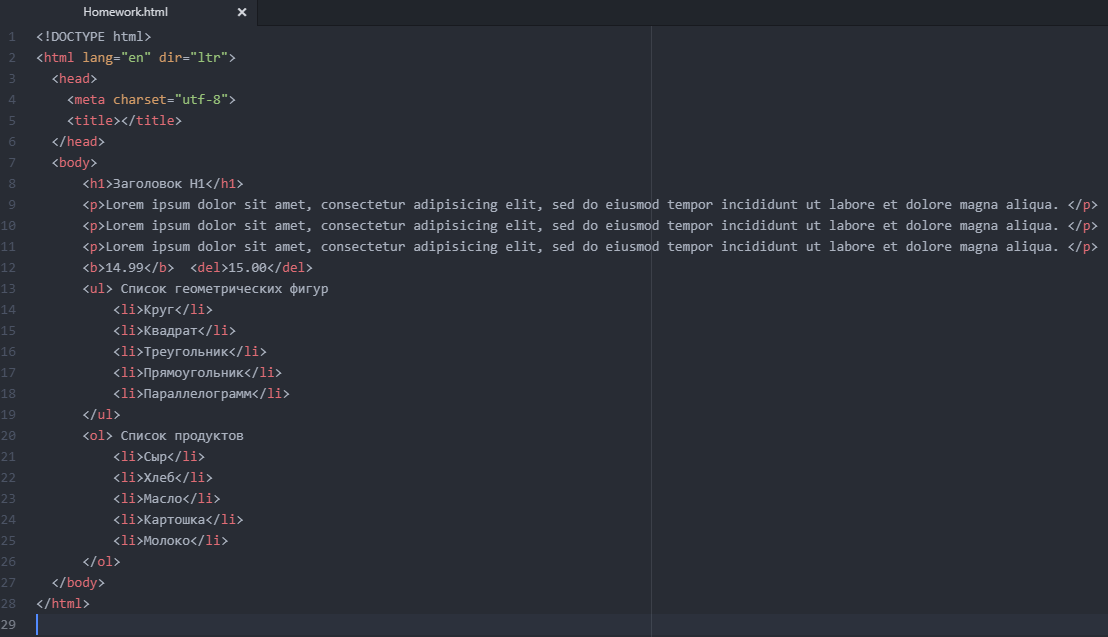 Homework.html ×
1 <!DOCTYPE html>
2 <html lang="en" dir="ltr">
3   <head>
4     <meta charset="utf-8">
5     <title></title>
6   </head>
7   <body>
8       <h1>Заголовок H1</h1>
9       <p>Lorem ipsum dolor sit amet, consectetur adipisicing elit, sed do eiusmod tempor incididunt ut labore et dolore magna aliqua. </p>
10       <p>Lorem ipsum dolor sit amet, consectetur adipisicing elit, sed do eiusmod tempor incididunt ut labore et dolore magna aliqua. </p>
11       <p>Lorem ipsum dolor sit amet, consectetur adipisicing elit, sed do eiusmod tempor incididunt ut labore et dolore magna aliqua. </p>
12       <b>14.99</b>  <del>15.00</del>
13       <ul> Список геометрических фигур
14           <li>Круг</li>
15           <li>Квадрат</li>
16           <li>Треугольник</li>
17           <li>Прямоугольник</li>
18           <li>Параллелограмм</li>
19       </ul>
20       <ol> Список продуктов
21           <li>Сыр</li>
22           <li>Хлеб</li>
23           <li>Масло</li>
24           <li>Картошка</li>
25           <li>Молоко</li>
26       </ol>
27   </body>
28 </html>
29